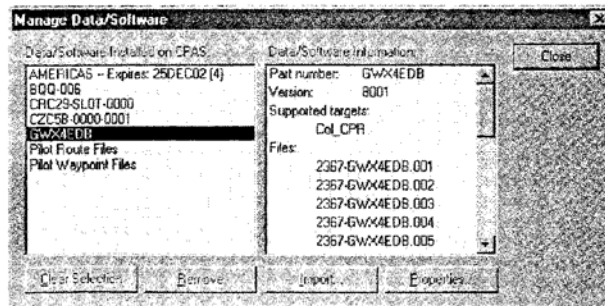 Manage Data/Software
Data/Software Installed on CPAS
AMERICAS -- Expires: 25DEC02 (4)
BOQ-006
CRC29-SLOT-0000
CZC5B-0000-0001
GWX4EDB
Pilot Route Files
Pilot Waypoint Files
Data/Software Information:
Part number: GWX4EDB
Version: 8001
Supported targets:
Col_CPR
Files:
2367-GWX4EDB.001
2367-GWX4EDB.002
2367-GWX4EDB.003
2367-GWX4EDB.004
2367-GWX4EDB.005
Close
Clear Selection
Remove
Import...
Properties